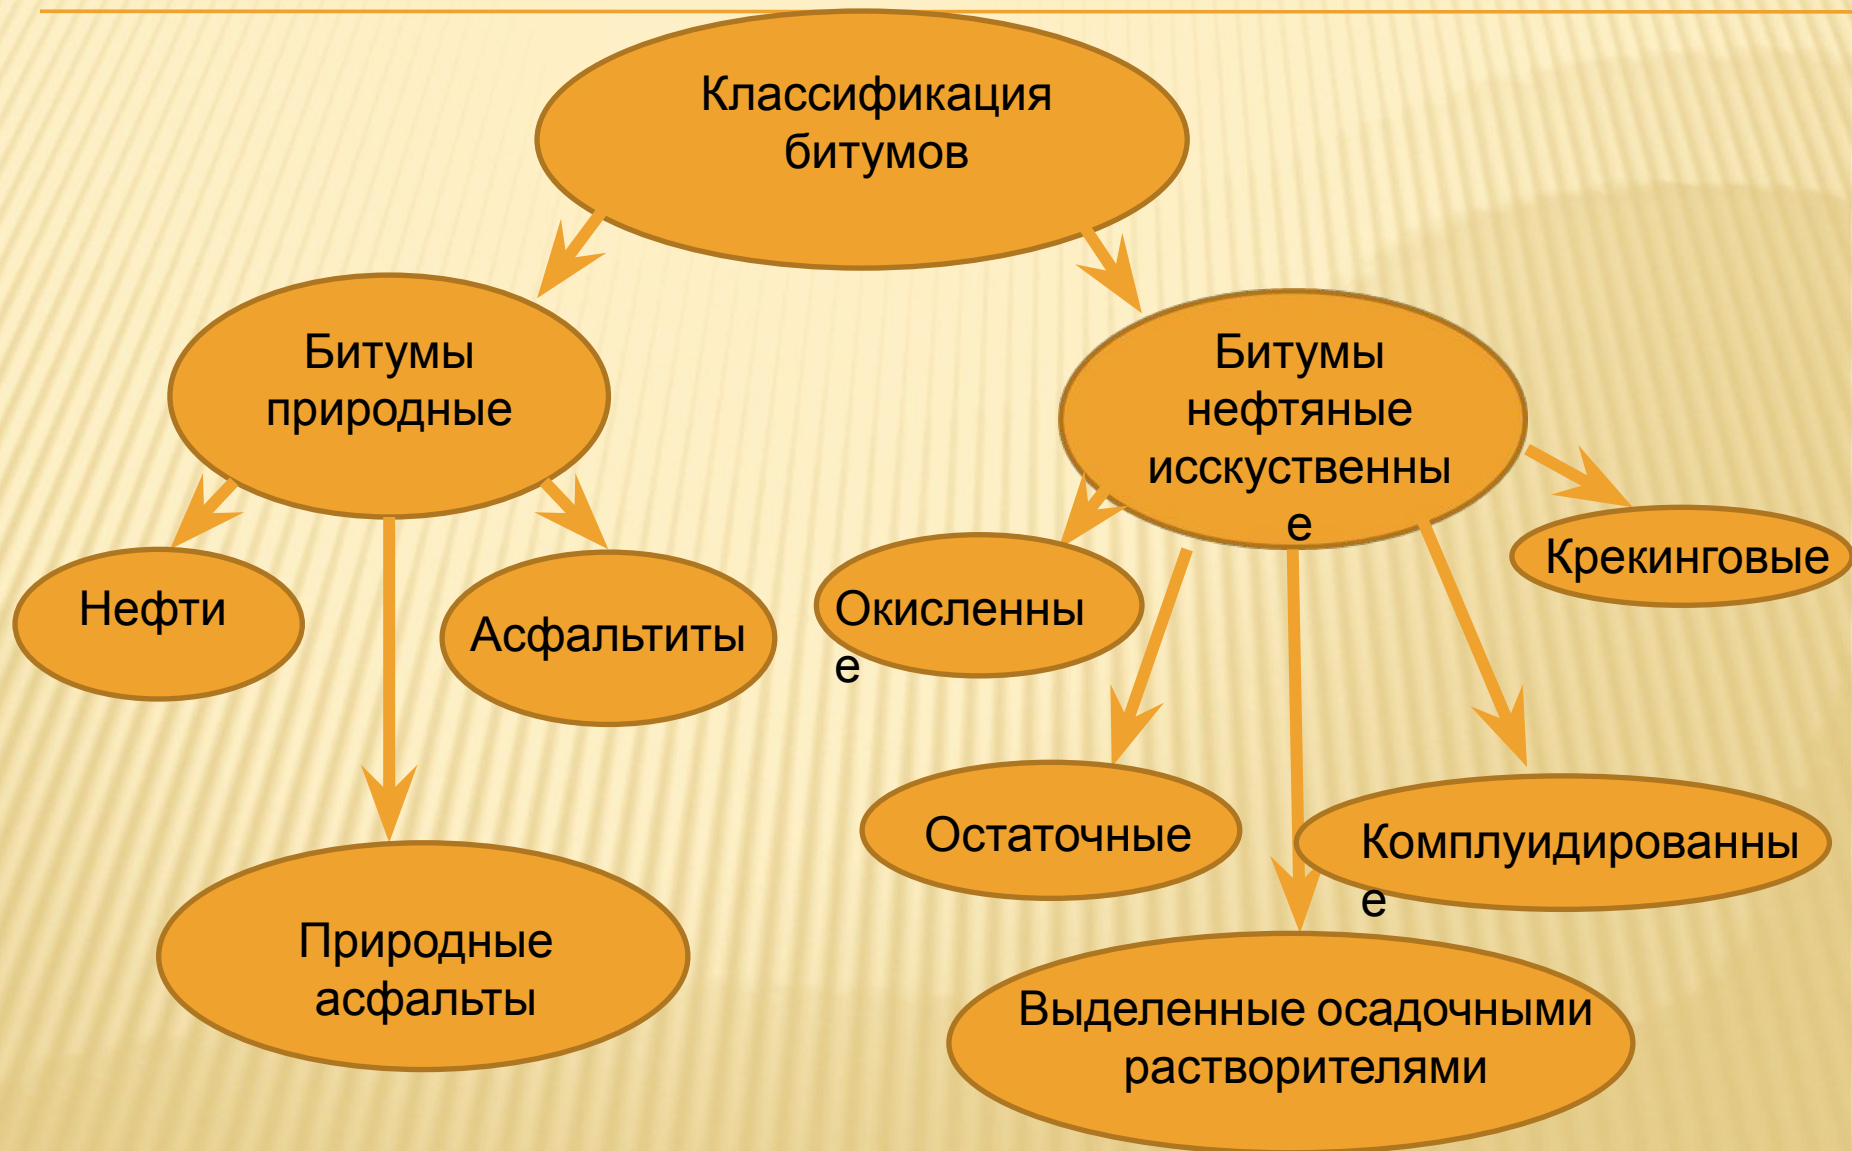 Классификация
битумов
Битумы
природные
Битумы
нефтяные
исскуственны
е
Нефти
Асфальтиты
Окисленны
е
Крекинговые
Остаточные
Комплуидированны
е
Природные
асфальты
Выделенные осадочными
растворителями